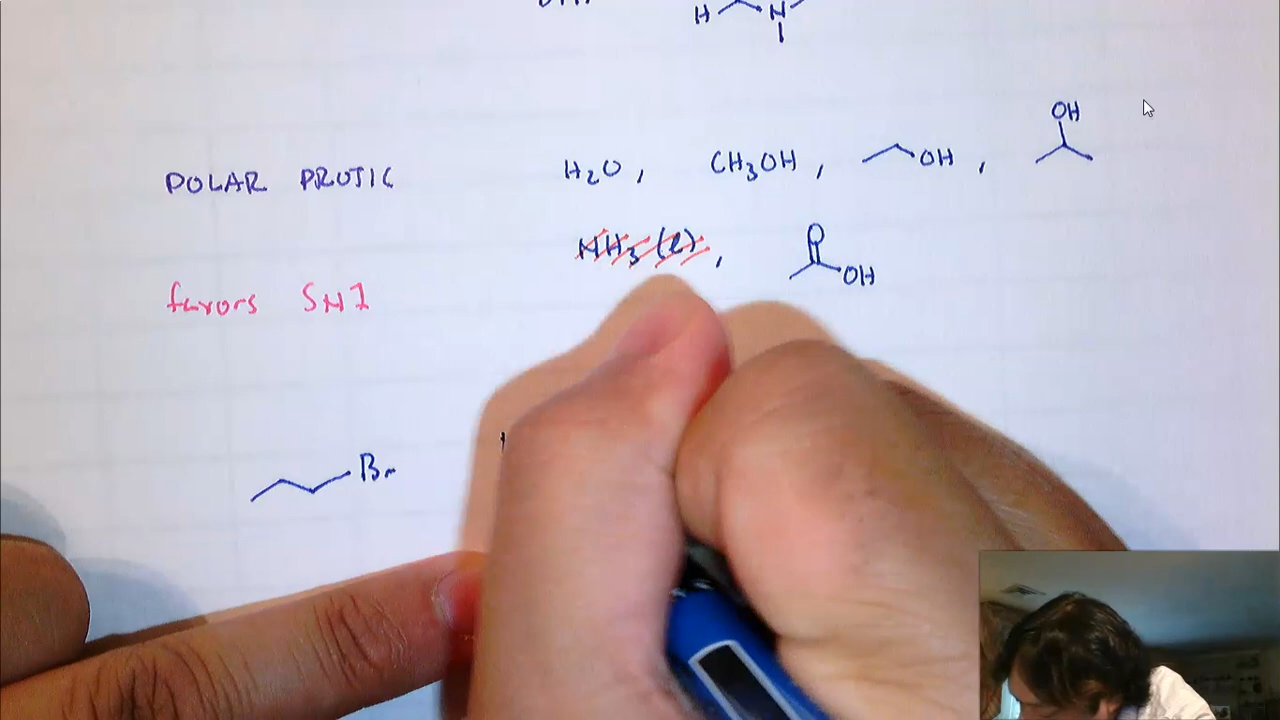 H N
OH
POLAR PROTIC H₂O, CH₃OH, OH,
NH₃(l), O
OH
favors SN1
Br